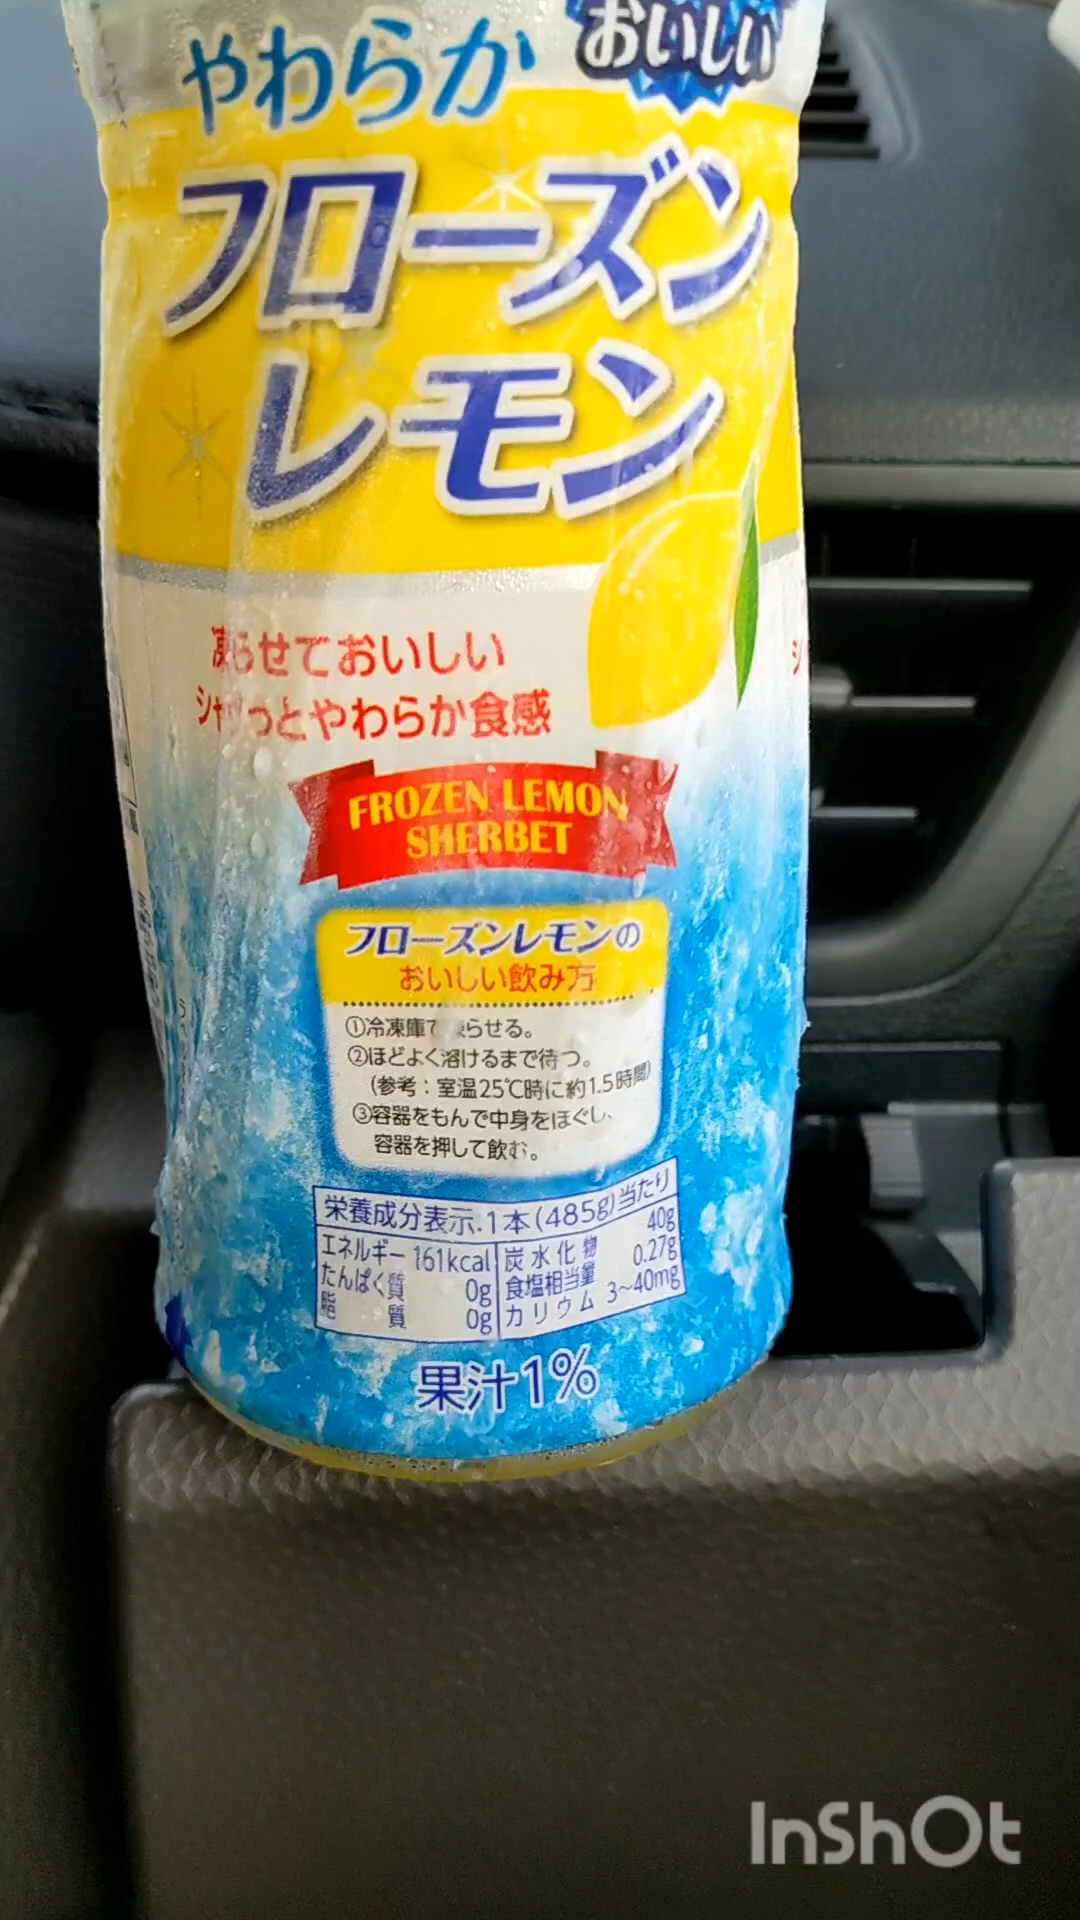 おいしい
やわらか
フローズン
レモン
凍らせておいしい
シャリっとやわらか食感
FROZEN LEMON
SHERBET
フローズンレモンの
おいしい飲み方
①冷凍庫で凍らせる。
②ほどよく溶けるまで待つ。
(参考:室温25℃時に約1.5時間)
③容器をもんで中身をほぐし、
容器を押して飲む。
栄養成分表示.1本(485g)当たり
エネルギー 161kcal
たんぱく質 0g
脂質 0g
炭水化物 40g
食塩相当量 0.27g
カリウム 3~40mg
果汁1%
InShOt